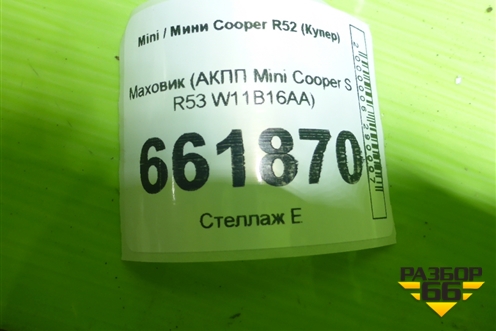 Mini / Мини Cooper R52 (Купер)
Маховик (АКПП Mini Cooper S
R53 W11B16AA)
661870
Стеллаж Е
РАЗБОР
66